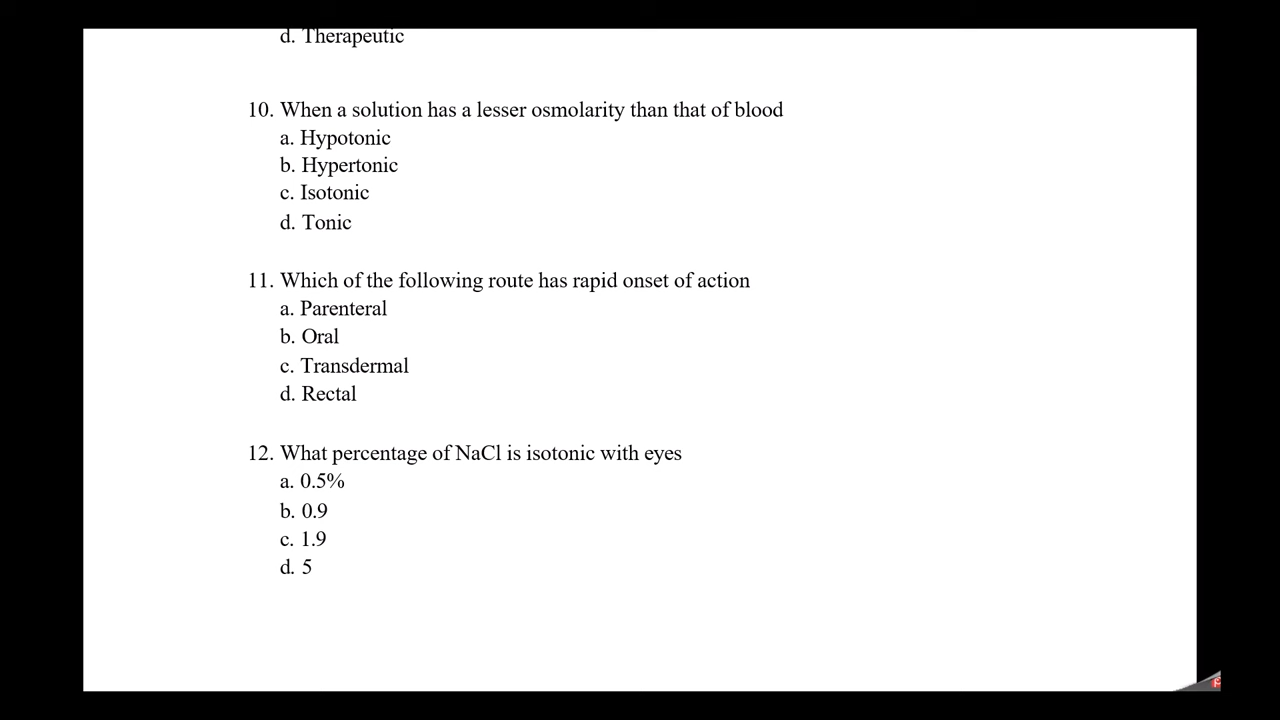 d. Therapeutic
10. When a solution has a lesser osmolarity than that of blood
a. Hypotonic
b. Hypertonic
c. Isotonic
d. Tonic
11. Which of the following route has rapid onset of action
a. Parenteral
b. Oral
c. Transdermal
d. Rectal
12. What percentage of NaCl is isotonic with eyes
a. 0.5%
b. 0.9
c. 1.9
d. 5